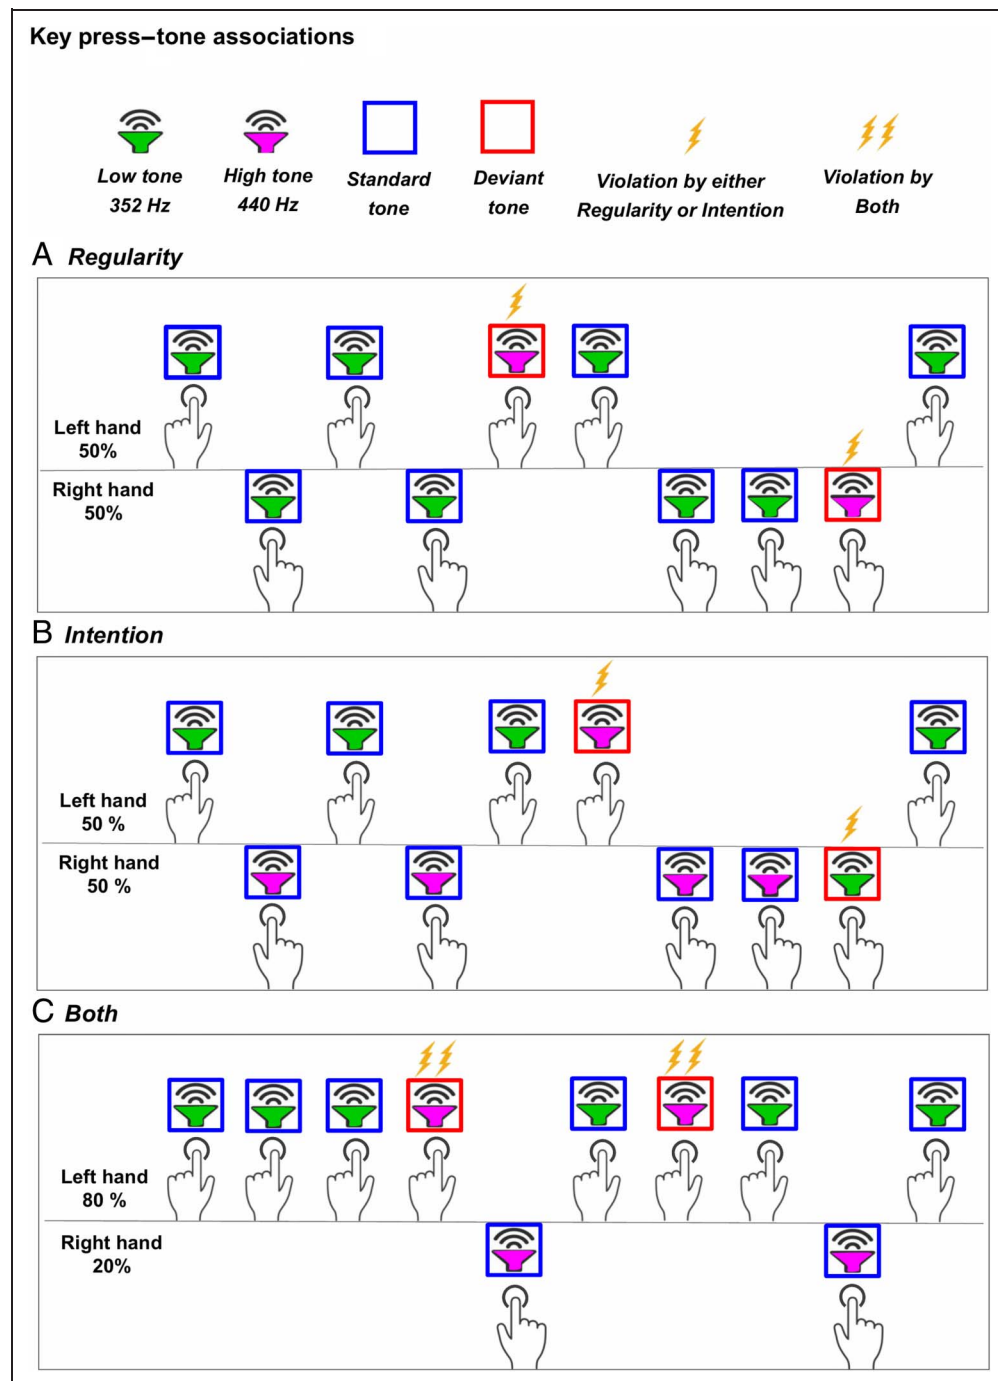 Key press–tone associations
Low tone
352 Hz
High tone
440 Hz
Standard
tone
Deviant
tone
Violation by either
Regularity or Intention
Violation by
Both
A Regularity
Left hand
50%
Right hand
50%
B Intention
Left hand
50 %
Right hand
50 %
C Both
Left hand
80 %
Right hand
20%